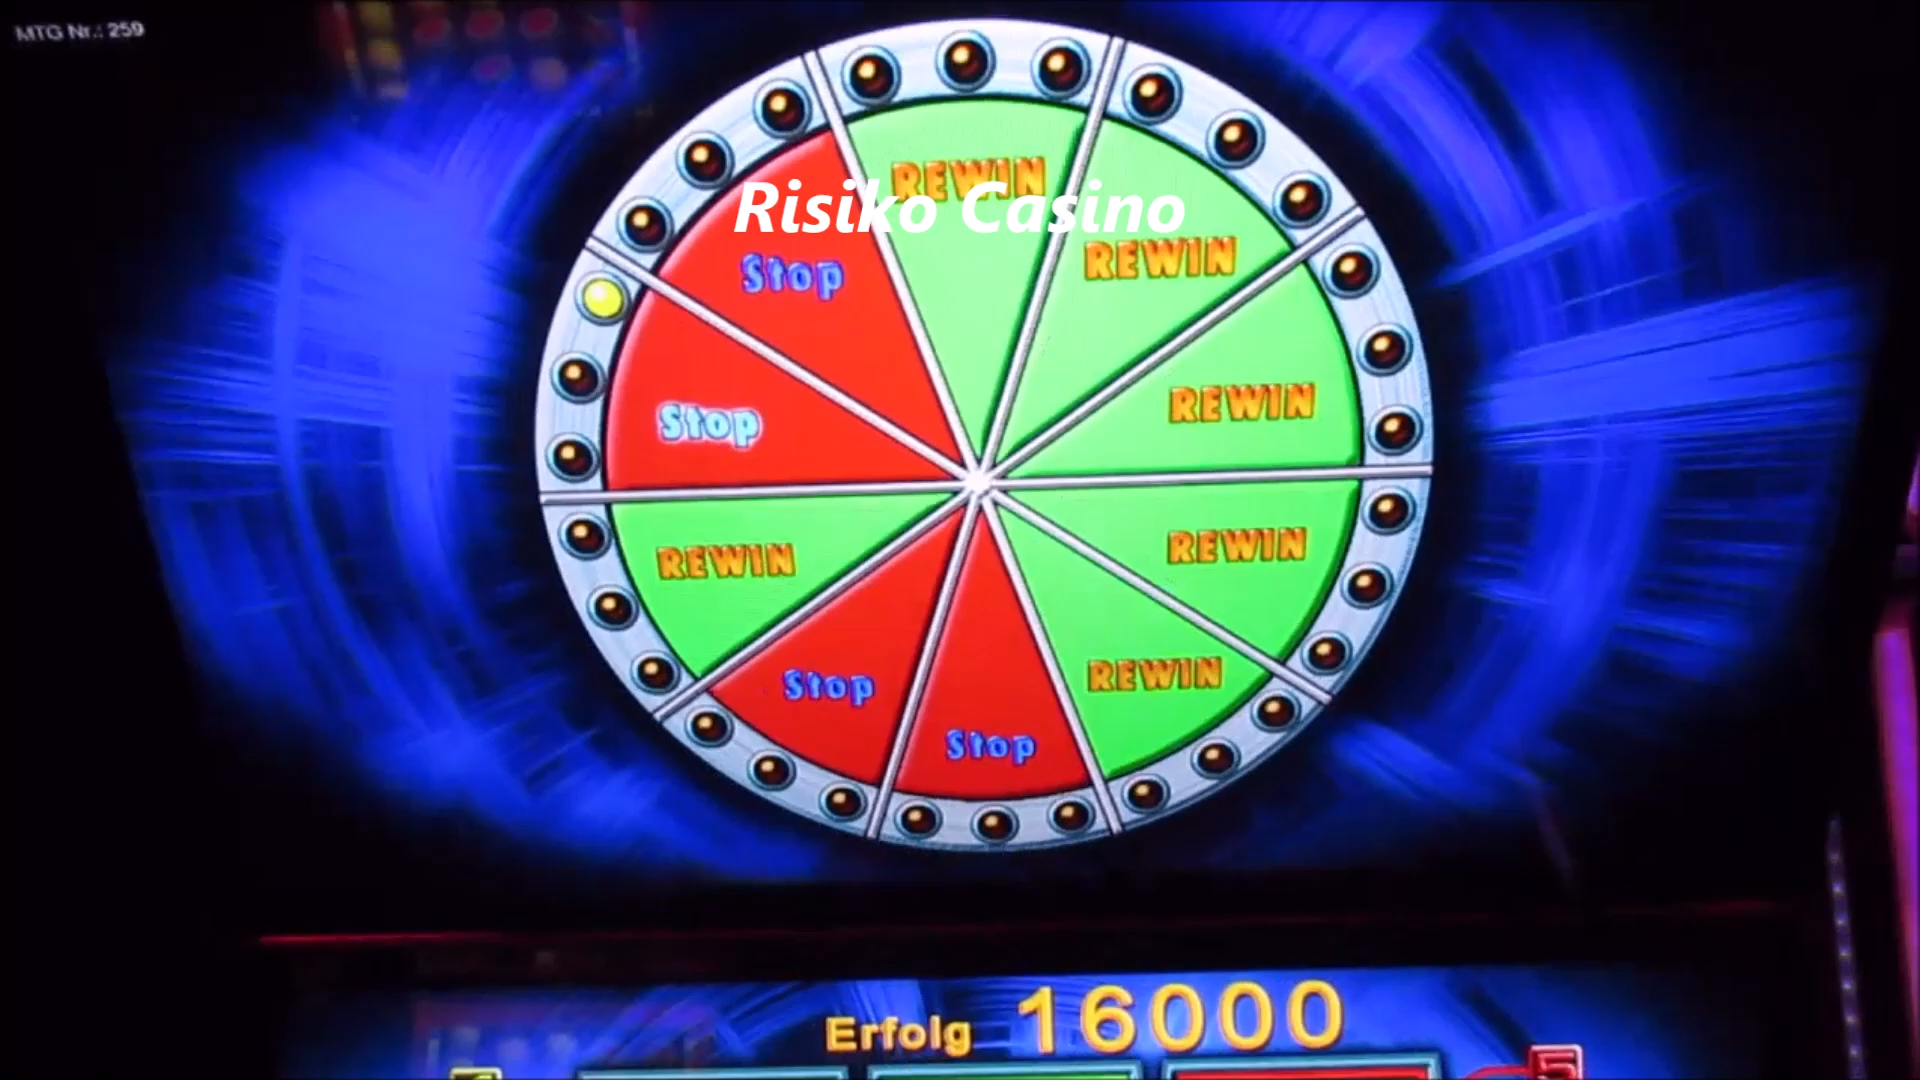 MTG Nr.: 259
REWIN
Risiko Casino
REWIN
Stop
REWIN
Stop
REWIN
REWIN
REWIN
Stop
Stop
Erfolg 16000
5